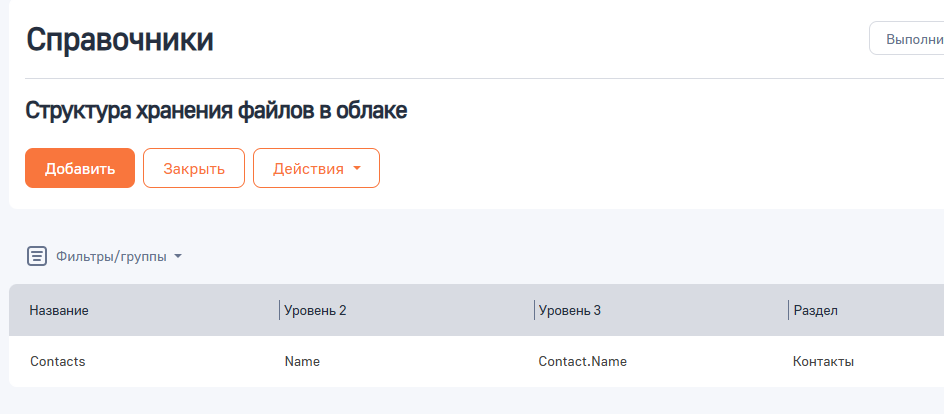 Справочники
Выполни
Структура хранения файлов в облаке
Добавить Закрыть Действия
Фильтры/группы
Название Уровень 2 Уровень 3 Раздел
Contacts Name Contact.Name Контакты